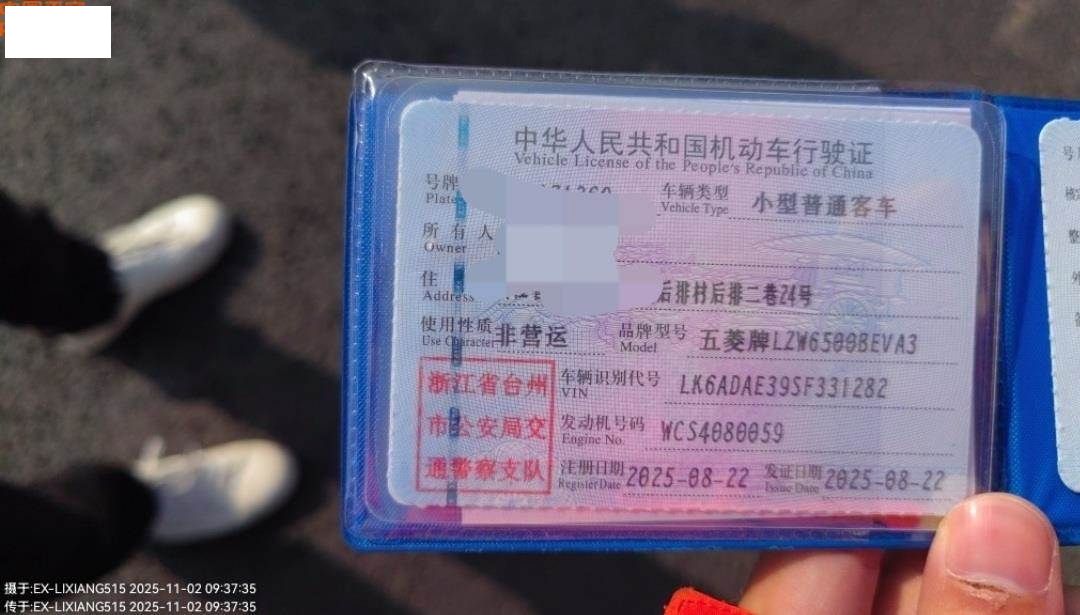 中华人民共和国机动车行驶证
Vehicle License of the People's Republic of China
号牌
Plate
车辆类型 小型普通客车
Vehicle Type
所有人
Owner
住
Address
后排村后排二巷24号
使用性质 非营运
Use Character
品牌型号 五菱牌LZW6500BEVA3
Model
浙江省台州
市公安局交
通警察支队
车辆识别代号 LK6ADAE39SF331282
VIN
发动机号码 WCS4080059
Engine No.
注册日期 2025-08-22
Register Date
发证日期 2025-08-22
Issue Date
摄于:EX-LIXIANG515 2025-11-02 09:37:35
传于:EX-LIXIANG515 2025-11-02 09:37:35